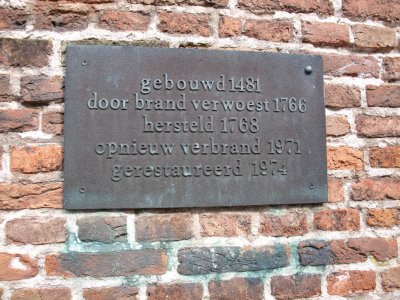 gebouwd 1481
door brand verwoest 1766
hersteld 1768
opnieuw verbrand 1971
gerestaureerd 1974